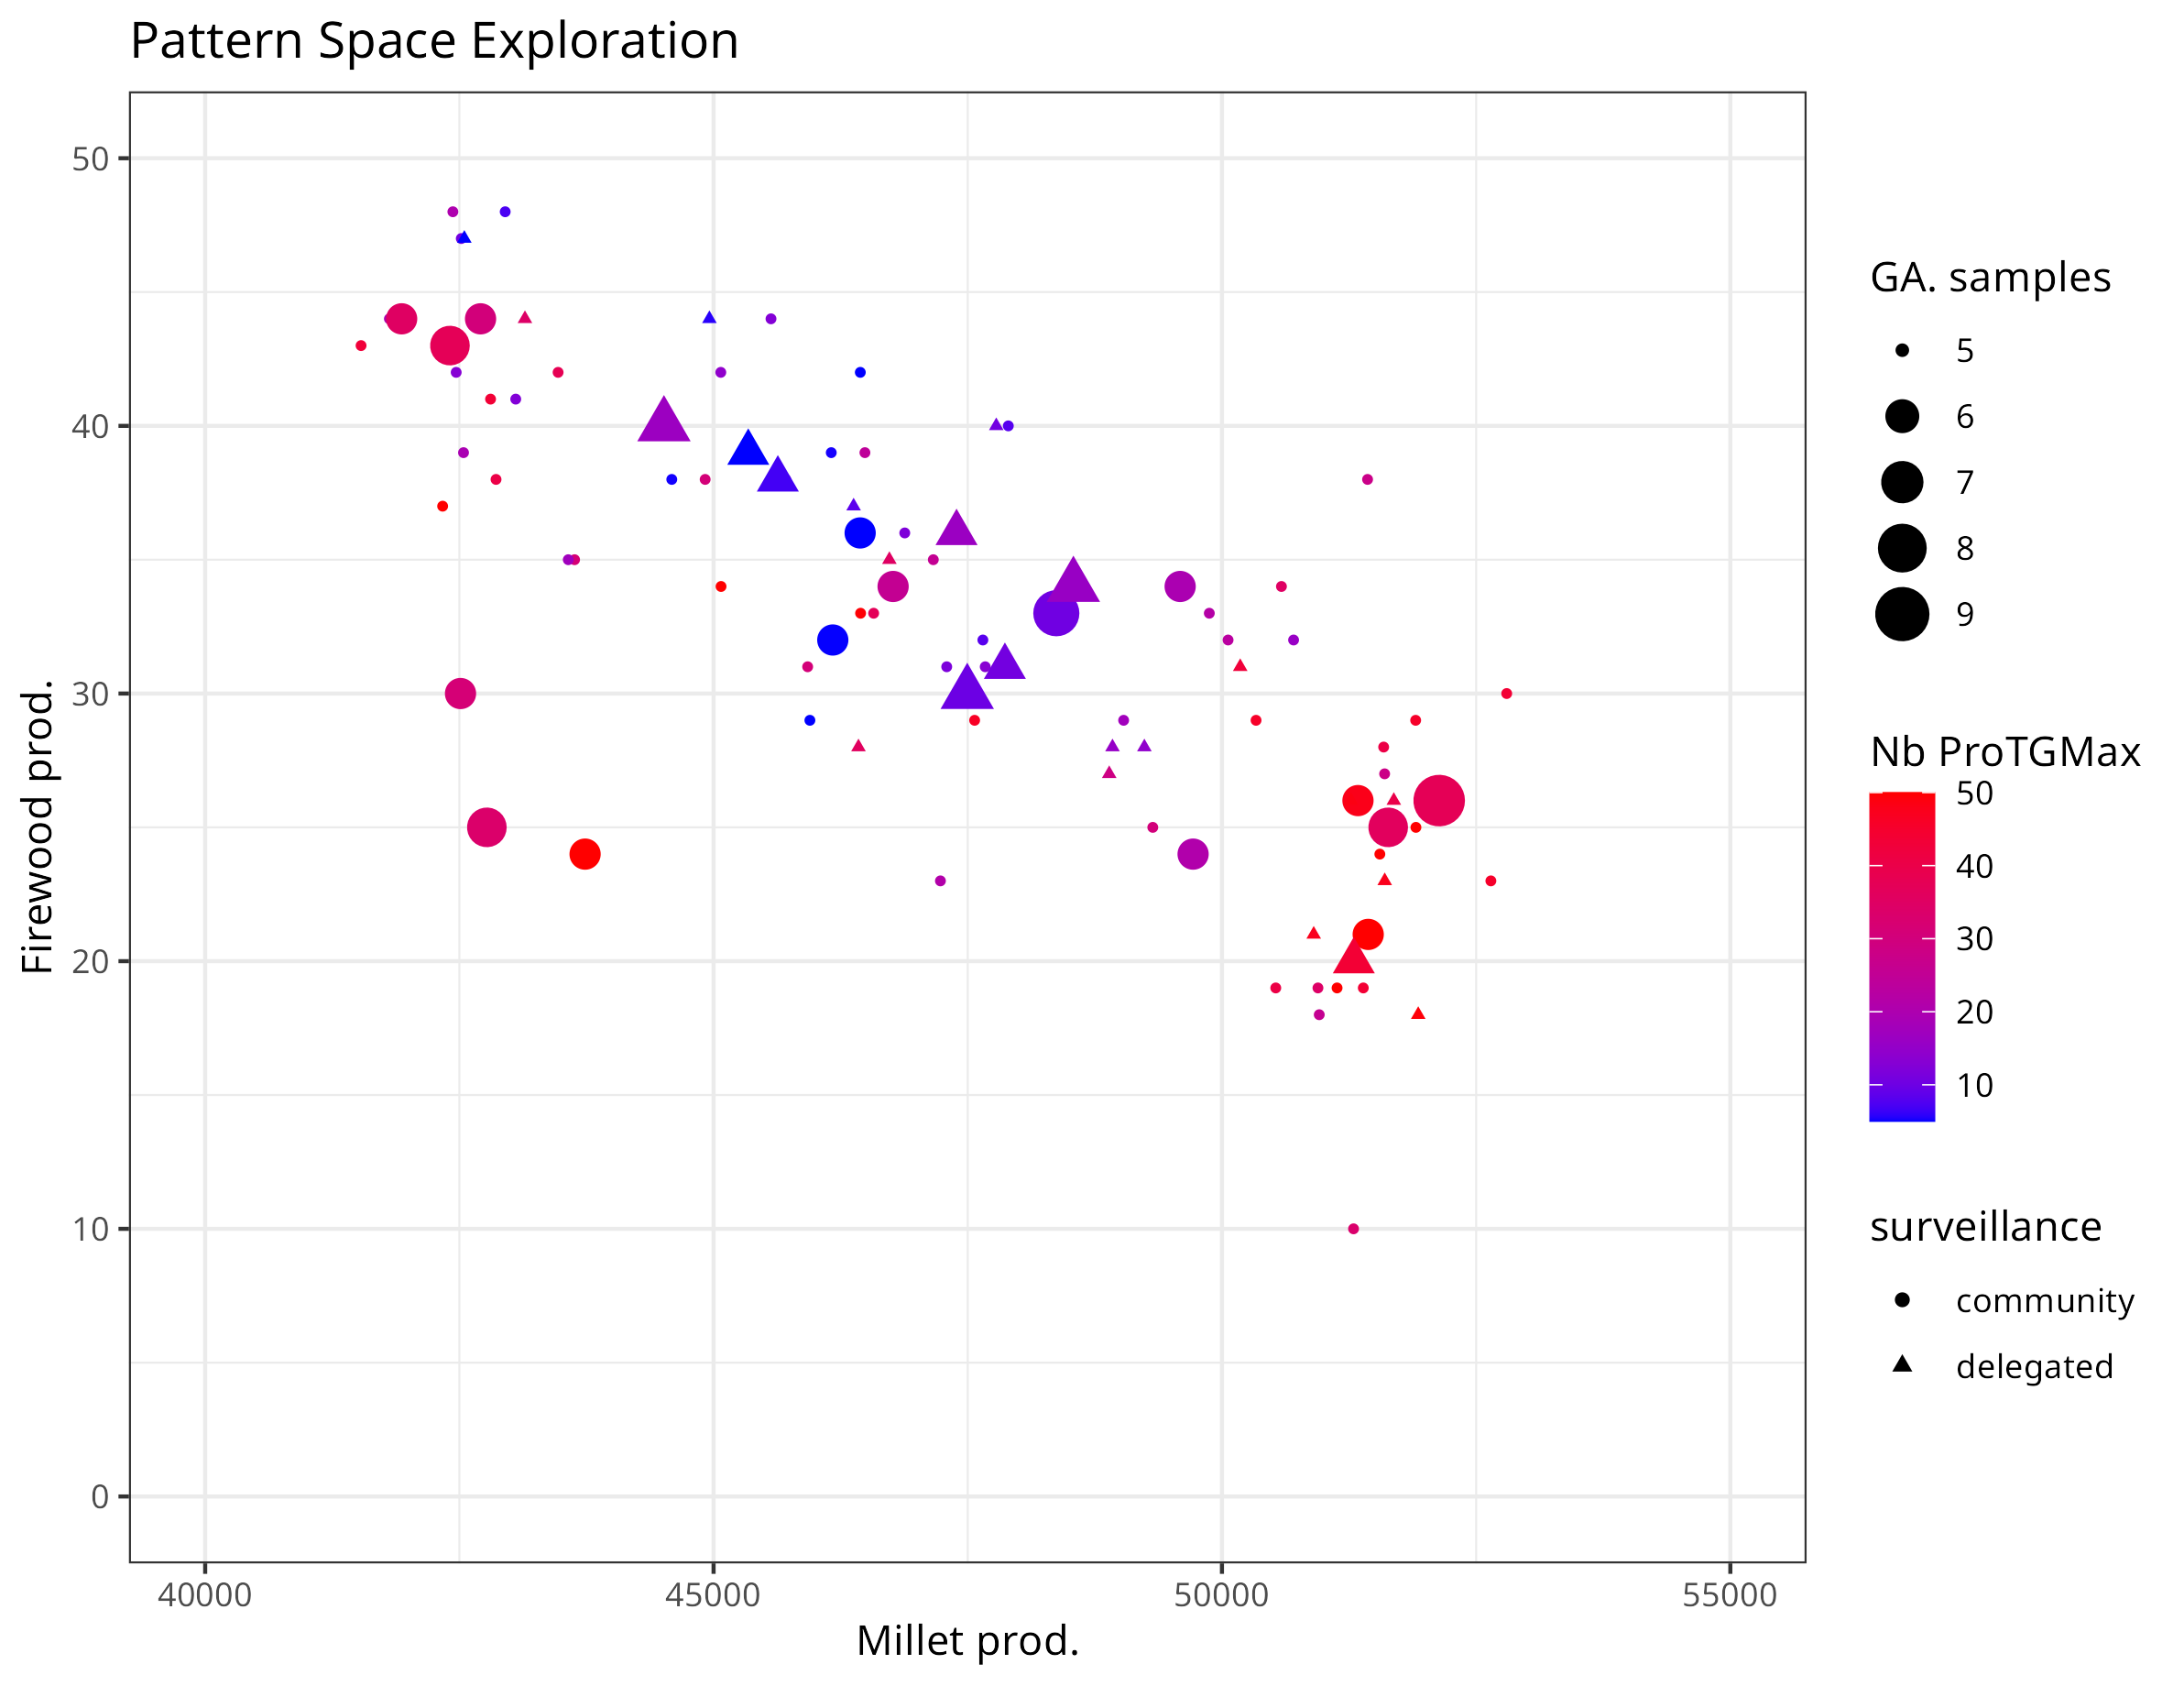 Pattern Space Exploration
Firewood prod.
50
40
30
20
10
0
40000 45000 50000 55000
Millet prod.
GA. samples
5
6
7
8
9
Nb ProTGMax
50
40
30
20
10
surveillance
community
delegated